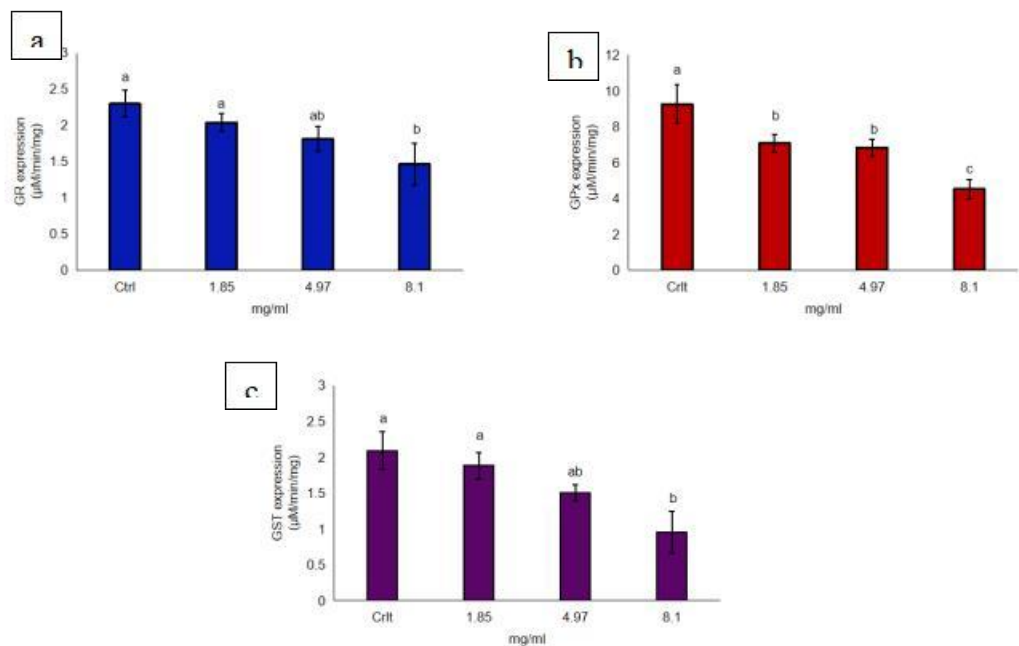 a
3
2.5
2
1.5
1
0.5
0
GR expression
(µM/min/mg)
a
a
ab
b
Ctrl 1.85 4.97 8.1
mg/ml
b
12
10
8
6
4
2
0
GPx expression
(µM/min/mg)
a
b
b
c
Crlt 1.85 4.97 8.1
mg/ml
c
3
2.5
2
1.5
1
0.5
0
GST expression
(µM/min/mg)
a
a
ab
b
Crlt 1.85 4.97 8.1
mg/ml